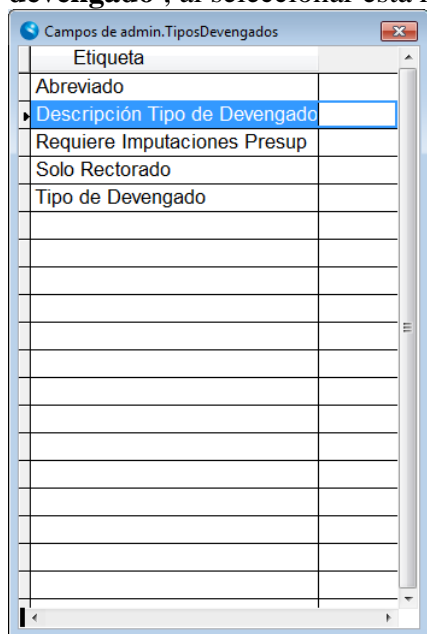 devengado , al seleccionar esta
Campos de admin.TiposDevengados
Etiqueta
Abreviado
Descripción Tipo de Devengado
Requiere Imputaciones Presup
Solo Rectorado
Tipo de Devengado